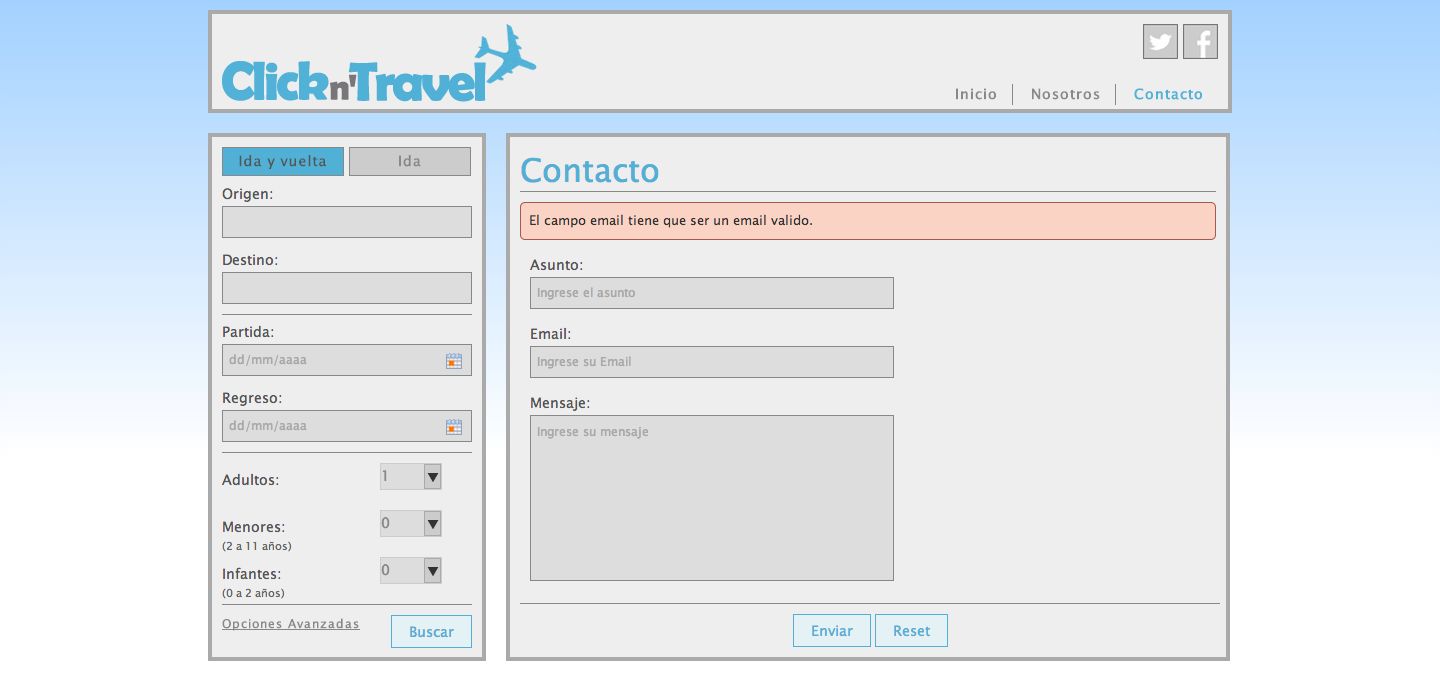 Clickn'Travel
Inicio Nosotros Contacto
Ida y vuelta Ida
Origen:
Destino:
Partida:
dd/mm/aaaa
Regreso:
dd/mm/aaaa
Adultos: 1
Menores: 0
(2 a 11 años)
Infantes: 0
(0 a 2 años)
Opciones Avanzadas Buscar
Contacto
El campo email tiene que ser un email valido.
Asunto:
Ingrese el asunto
Email:
Ingrese su Email
Mensaje:
Ingrese su mensaje
Enviar Reset